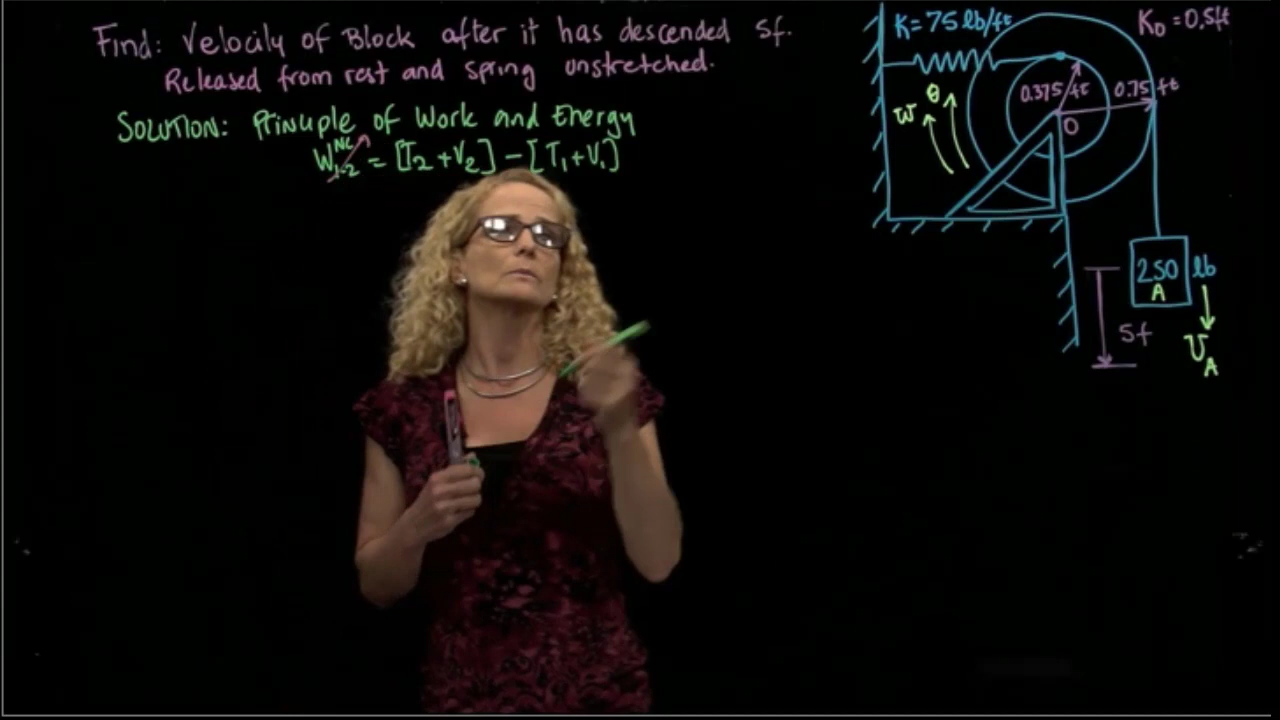 Find: Velocity of Block after it has descended 5f.
Released from rest and spring unstretched.
SOLUTION: Principle of Work and Energy
W₁₋₂ᴺᶜ = [T₂ + V₂] - [T₁ + V₁]
K = 75 lb/ft
K₀ = 0,5ft
0.375 ft
0.75 ft
ω θ
O
250 lb
A
5f
V_A